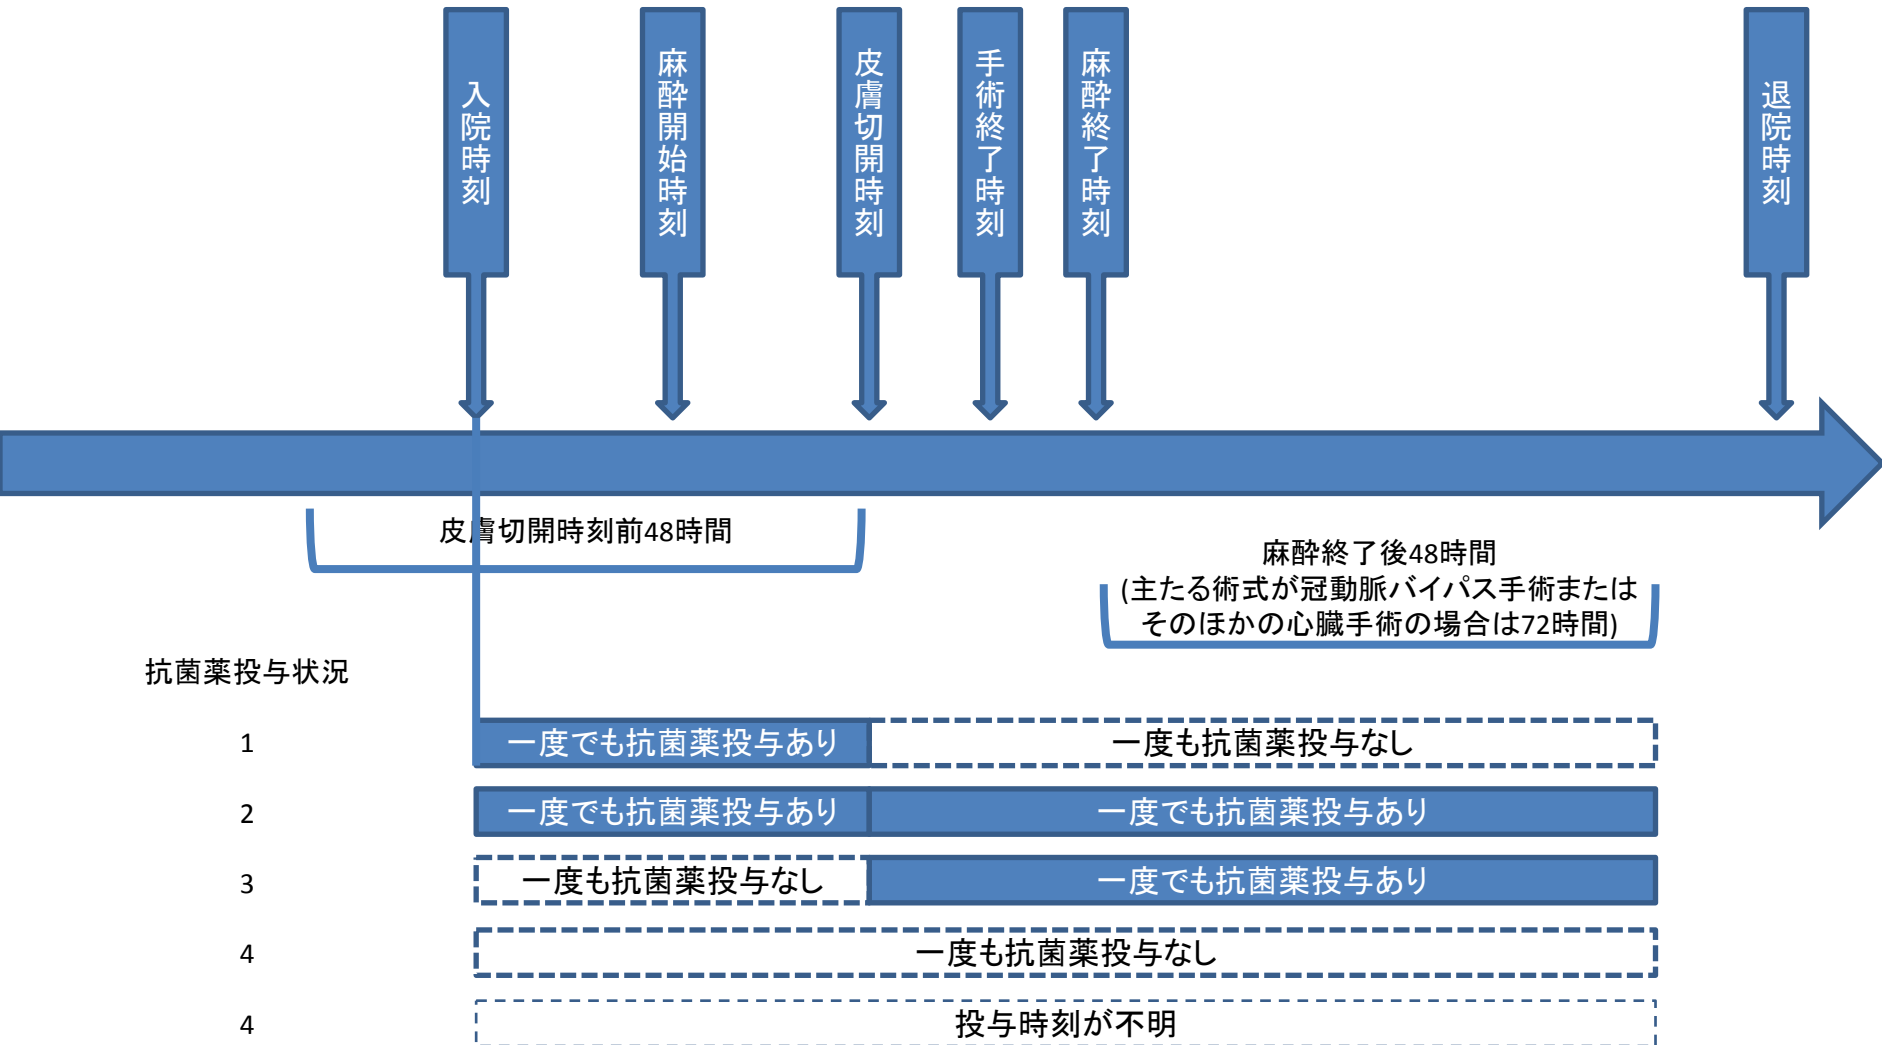 入院時刻
麻酔開始時刻
皮膚切開時刻
手術終了時刻
麻酔終了時刻
退院時刻
皮膚切開時刻前48時間
麻酔終了後48時間
(主たる術式が冠動脈バイパス手術または
そのほかの心臓手術の場合は72時間)
抗菌薬投与状況
1 一度でも抗菌薬投与あり 一度も抗菌薬投与なし
2 一度でも抗菌薬投与あり 一度でも抗菌薬投与あり
3 一度も抗菌薬投与なし 一度でも抗菌薬投与あり
4 一度も抗菌薬投与なし
4 投与時刻が不明